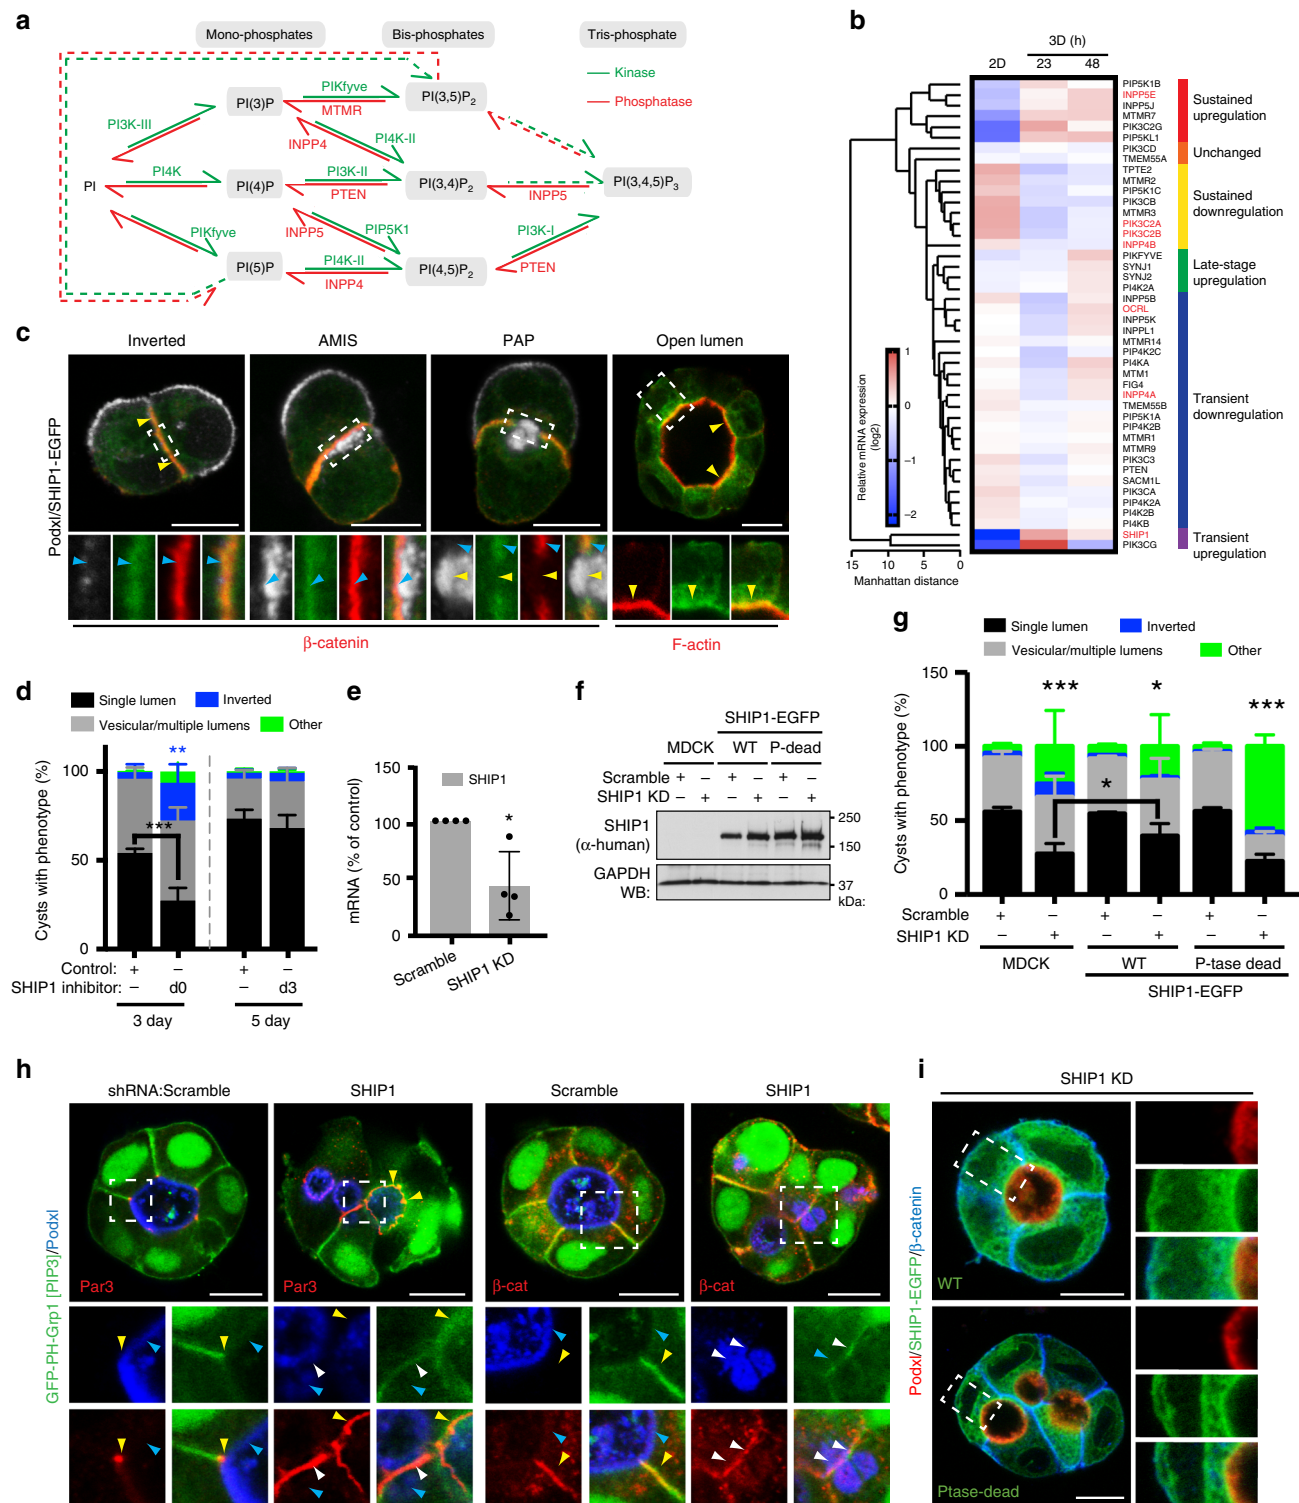 a
Mono-phosphates
Bis-phosphates
Tris-phosphate
Kinase
Phosphatase
PI
PI3K-III
PI(3)P
PIKfyve
MTMR
PI(3,5)P2
INPP4
PI4K-II
PI4K
PI(4)P
PI3K-II
PTEN
PI(3,4)P2
INPP5
PI(3,4,5)P3
PIKfyve
INPP5
PIP5K1
PI3K-I
PI(5)P
PI4K-II
INPP4
PI(4,5)P2
PTEN
b
3D (h)
2D 23 48
PIP5K1B
INPP5E
INPP5J
MTMR7
PIK3C2G
PIP5KL1
PIK3CD
TMEM55A
TPTE2
MTMR2
PIP5K1C
PIK3CB
MTMR3
PIK3C2A
PIK3C2B
INPP4B
PIKFYVE
SYNJ1
SYNJ2
PI4K2A
INPP5B
OCRL
INPP5K
INPPL1
MTMR14
PIP4K2C
PI4KA
MTM1
FIG4
INPP4A
TMEM55B
PIP5K1A
PIP4K2B
MTMR1
MTMR9
PIK3C3
PTEN
SACM1L
PIK3CA
PIP4K2A
PI4K2B
PI4KB
SHIP1
PIK3CG
Sustained
upregulation
Unchanged
Sustained
downregulation
Late-stage
upregulation
Transient
downregulation
Transient
upregulation
Relative mRNA expression
(log2)
1
0
−1
−2
15 10 5 0
Manhattan distance
c
Inverted
AMIS
PAP
Open lumen
Podxl/SHIP1-EGFP
β-catenin
F-actin
d
Single lumen
Inverted
Vesicular/multiple lumens
Other
Cysts with phenotype (%)
100
50
0
**
***
Control: + − + −
SHIP1 inhibitor: − d0 − d3
3 day
5 day
e
mRNA (% of control)
150
100
50
0
SHIP1
*
Scramble
SHIP1 KD
f
SHIP1-EGFP
MDCK WT P-dead
Scramble + − + − + −
SHIP1 KD − + − + − +
SHIP1
(α-human)
250
150
GAPDH
WB:
37
kDa:
g
Single lumen
Inverted
Vesicular/multiple lumens
Other
Cysts with phenotype (%)
150
100
50
0
***
*
***
*
Scramble + − + − + −
SHIP1 KD − + − + − +
MDCK
WT
P-tase dead
SHIP1-EGFP
h
shRNA:Scramble
SHIP1
Scramble
SHIP1
GFP-PH-Grp1 [PIP3]/Podxl
Par3
Par3
β-cat
β-cat
i
SHIP1 KD
Podxl/SHIP1-EGFP/β-catenin
WT
Ptase-dead